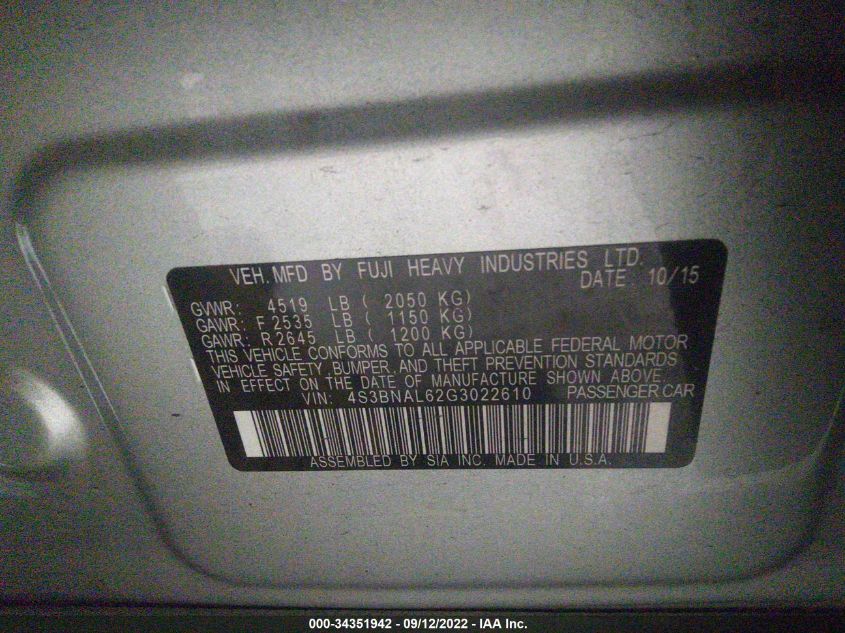 VEH. MFD BY FUJI HEAVY INDUSTRIES LTD.
DATE 10/15
GVWR: 4519 LB ( 2050 KG)
GAWR: F 2535 LB ( 1150 KG)
GAWR: R 2645 LB ( 1200 KG)
THIS VEHICLE CONFORMS TO ALL APPLICABLE FEDERAL MOTOR
VEHICLE SAFETY, BUMPER, AND THEFT PREVENTION STANDARDS
IN EFFECT ON THE DATE OF MANUFACTURE SHOWN ABOVE.
VIN: 4S3BNAL62G3022610 PASSENGER CAR
ASSEMBLED BY SIA INC. MADE IN U.S.A.
000-34351942 - 09/12/2022 - IAA Inc.